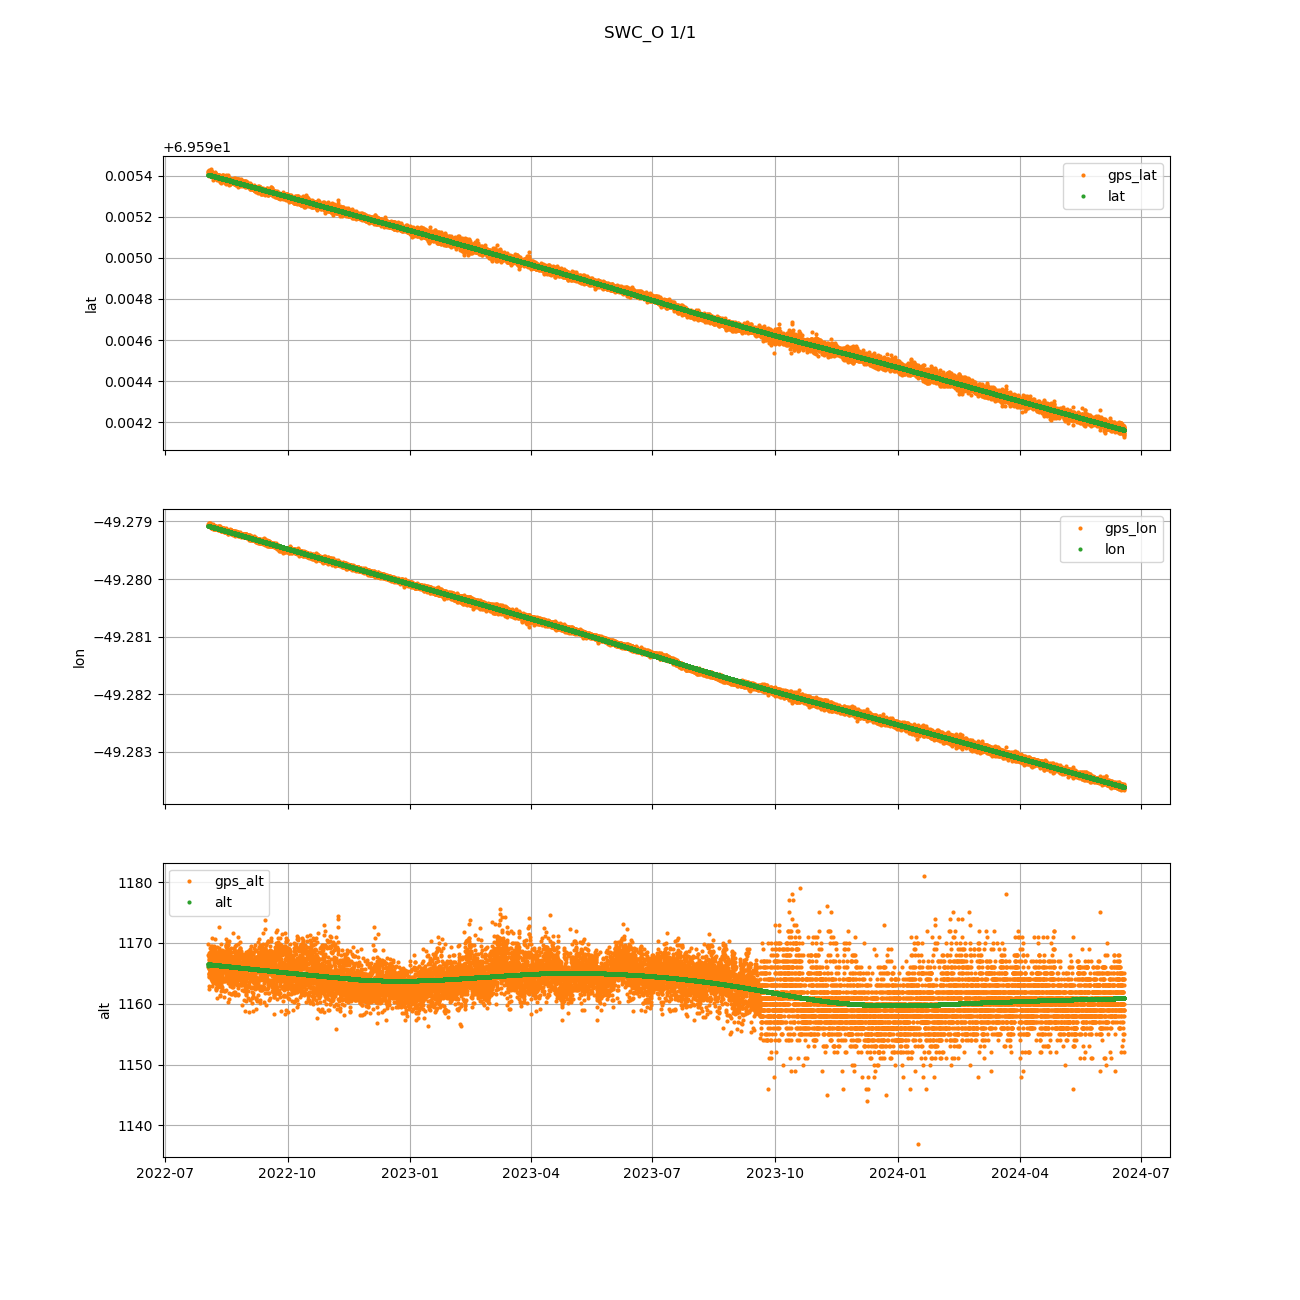 SWC_O 1/1
+6.959e1
0.0054
0.0052
0.0050
0.0048
0.0046
0.0044
0.0042
lat
gps_lat
lat
−49.279
−49.280
−49.281
−49.282
−49.283
lon
gps_lon
lon
1180
1170
1160
1150
1140
alt
gps_alt
alt
2022-07 2022-10 2023-01 2023-04 2023-07 2023-10 2024-01 2024-04 2024-07